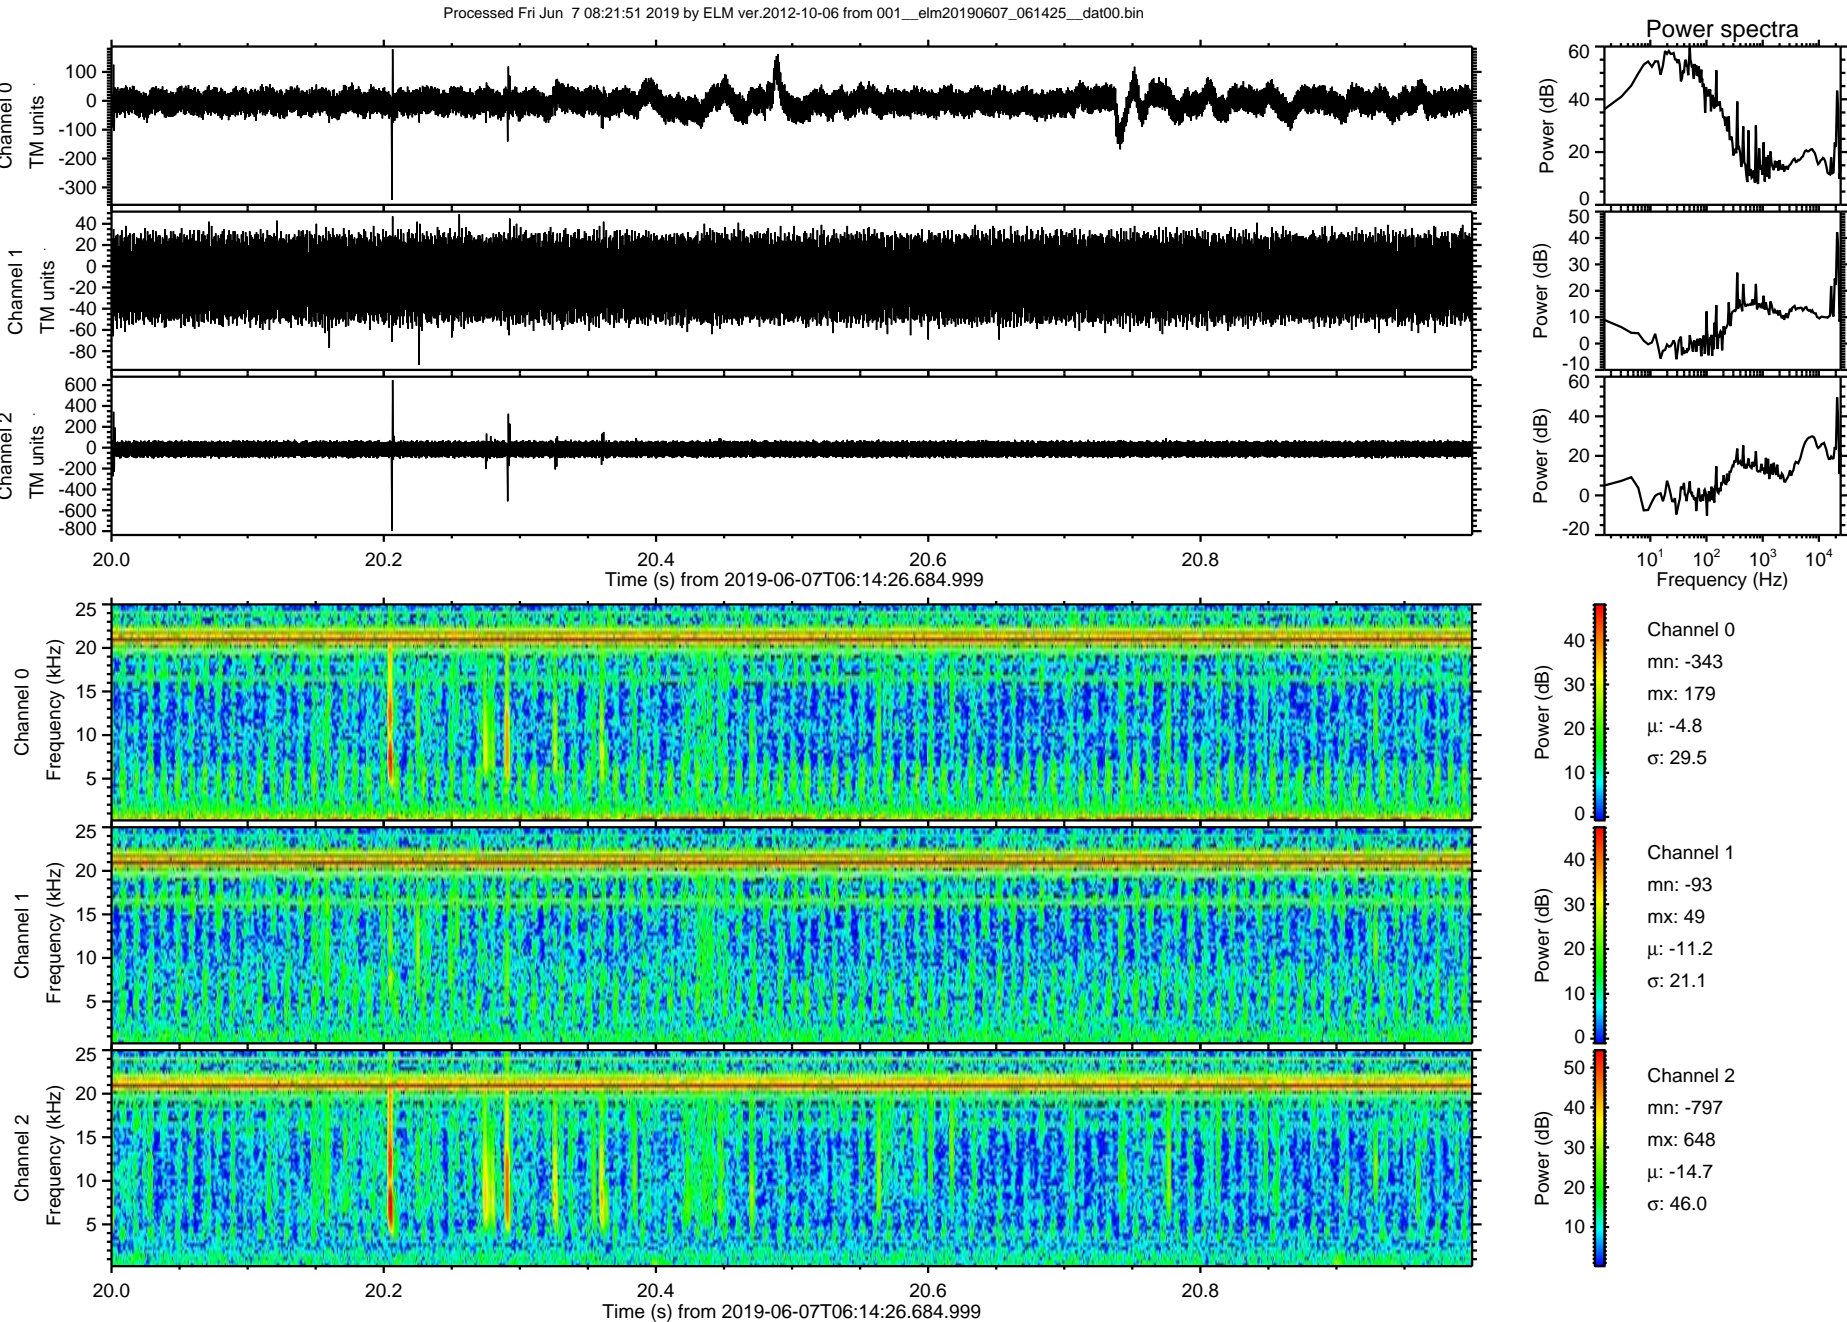 Processed Fri Jun  7 08:21:51 2019 by ELM ver.2012-10-06 from 001__elm20190607_061425__dat00.bin
Power spectra
Channel 0
TM units
100
0
-100
-200
-300
Power (dB)
60
40
20
0
Channel 1
TM units
40
20
0
-20
-40
-60
-80
Power (dB)
50
40
30
20
10
0
-10
Channel 2
TM units
600
400
200
0
-200
-400
-600
-800
Power (dB)
60
40
20
0
-20
20.0 20.2 20.4 20.6 20.8
Time (s) from 2019-06-07T06:14:26.684.999
10¹ 10² 10³ 10⁴
Frequency (Hz)
Channel 0
Frequency (kHz)
25
20
15
10
5
Power (dB)
40
30
20
10
0
Channel 0
mn: -343
mx: 179
μ: -4.8
σ: 29.5
Channel 1
Frequency (kHz)
25
20
15
10
5
Power (dB)
40
30
20
10
0
Channel 1
mn: -93
mx: 49
μ: -11.2
σ: 21.1
Channel 2
Frequency (kHz)
25
20
15
10
5
Power (dB)
50
40
30
20
10
Channel 2
mn: -797
mx: 648
μ: -14.7
σ: 46.0
20.0 20.2 20.4 20.6 20.8
Time (s) from 2019-06-07T06:14:26.684.999